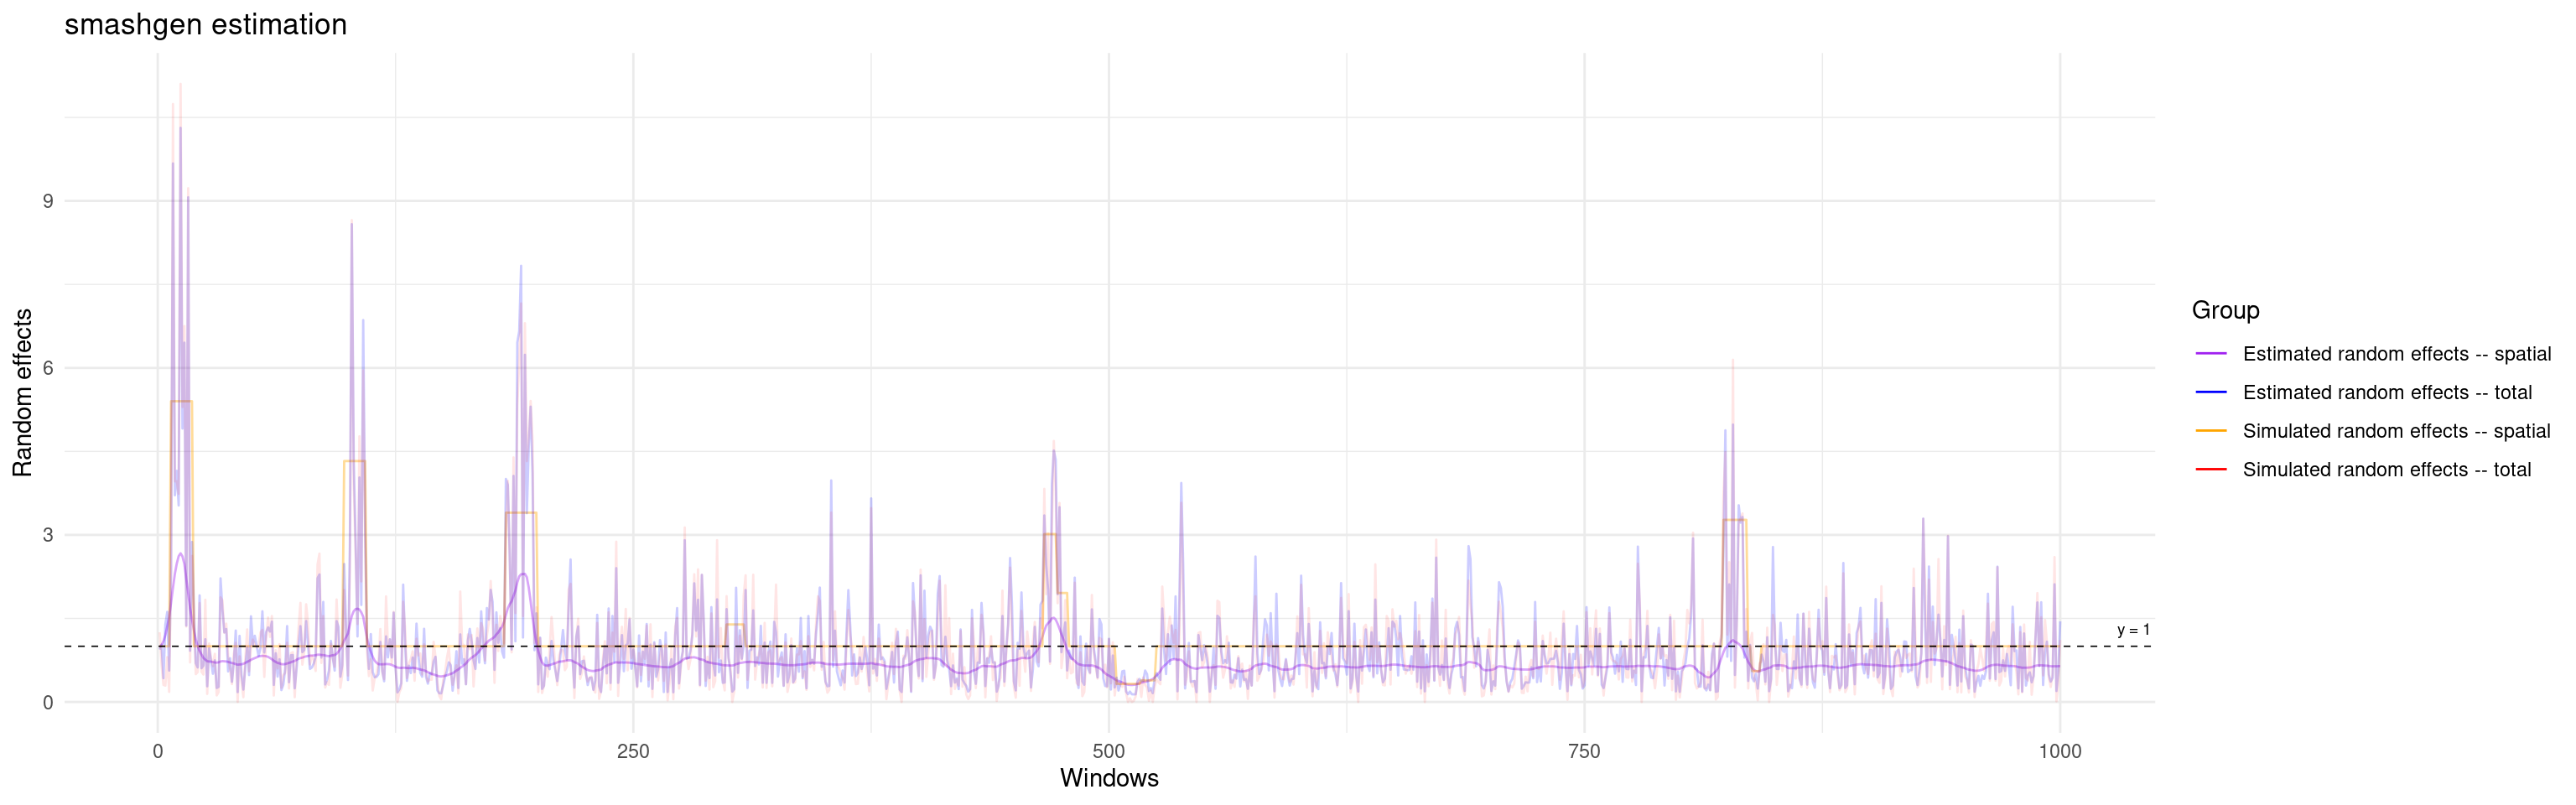 smashgen estimation
Random effects
9
6
3
0
0
250
500
750
1000
Windows
y = 1
Group
Estimated random effects -- spatial
Estimated random effects -- total
Simulated random effects -- spatial
Simulated random effects -- total